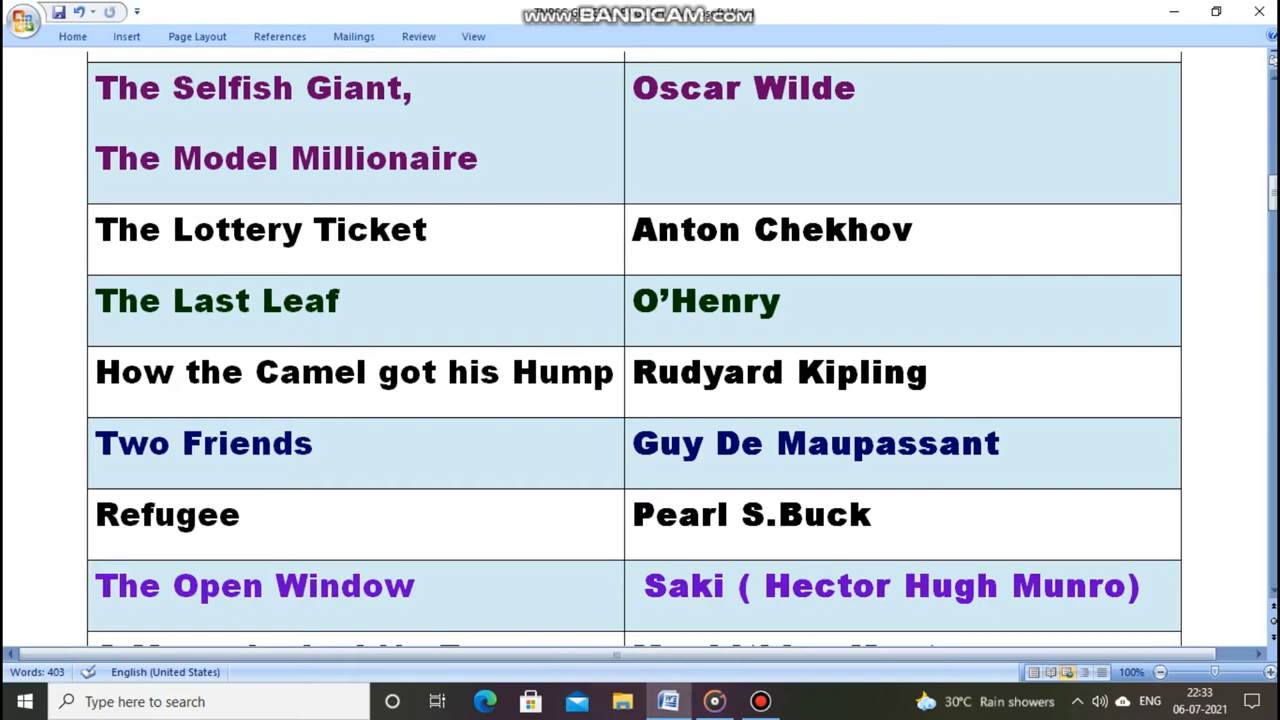 www.BANDICAM.com
Home Insert Page Layout References Mailings Review View
The Selfish Giant, Oscar Wilde
The Model Millionaire
The Lottery Ticket Anton Chekhov
The Last Leaf O’Henry
How the Camel got his Hump Rudyard Kipling
Two Friends Guy De Maupassant
Refugee Pearl S.Buck
The Open Window Saki ( Hector Hugh Munro)
Words: 403 English (United States) 100%
Type here to search 30°C Rain showers ENG 22:33
06-07-2021